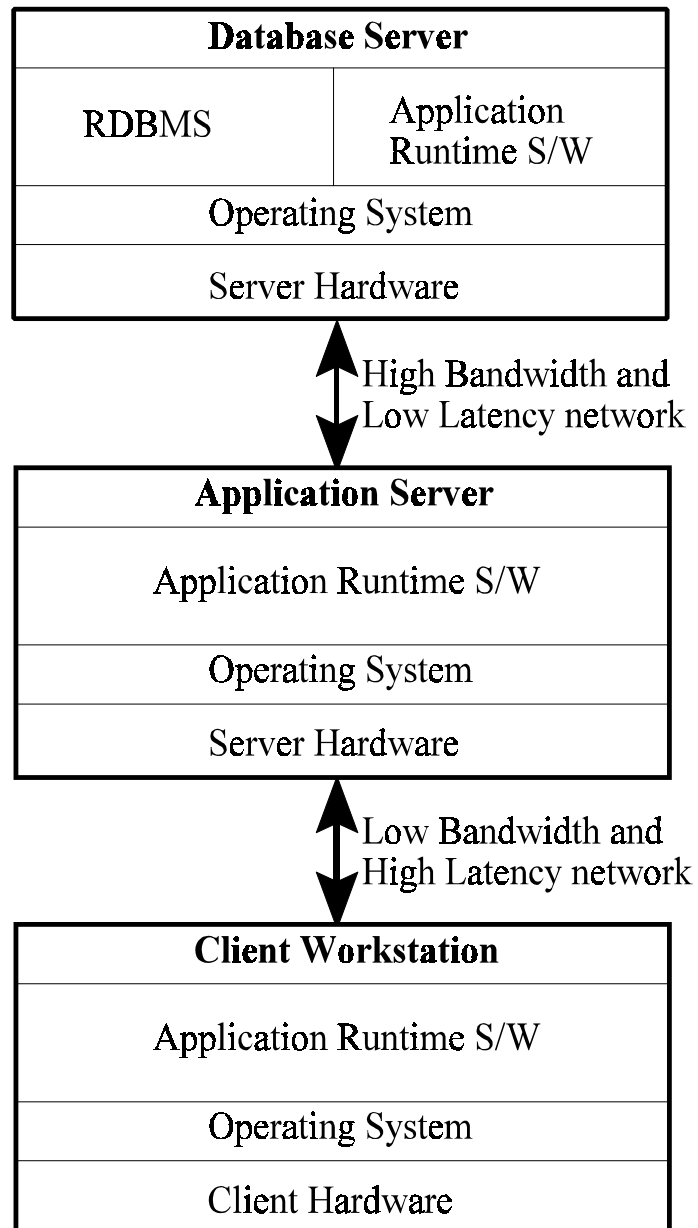 Database Server
RDBMS
Application
Runtime S/W
Operating System
Server Hardware
High Bandwidth and
Low Latency network
Application Server
Application Runtime S/W
Operating System
Server Hardware
Low Bandwidth and
High Latency network
Client Workstation
Application Runtime S/W
Operating System
Client Hardware